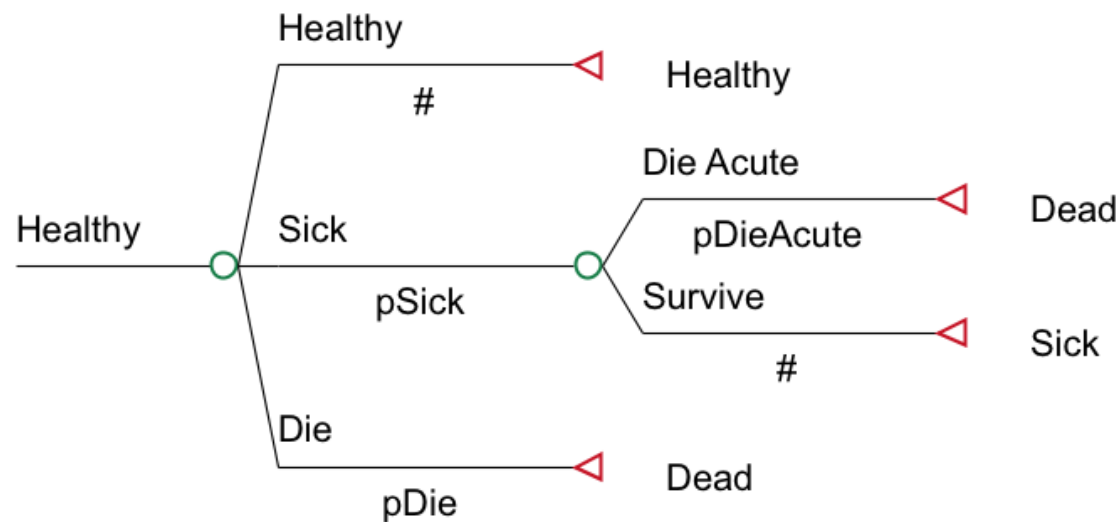 Healthy
#
Healthy
Die Acute
pDieAcute
Dead
Healthy
Sick
pSick
Survive
#
Sick
Die
pDie
Dead